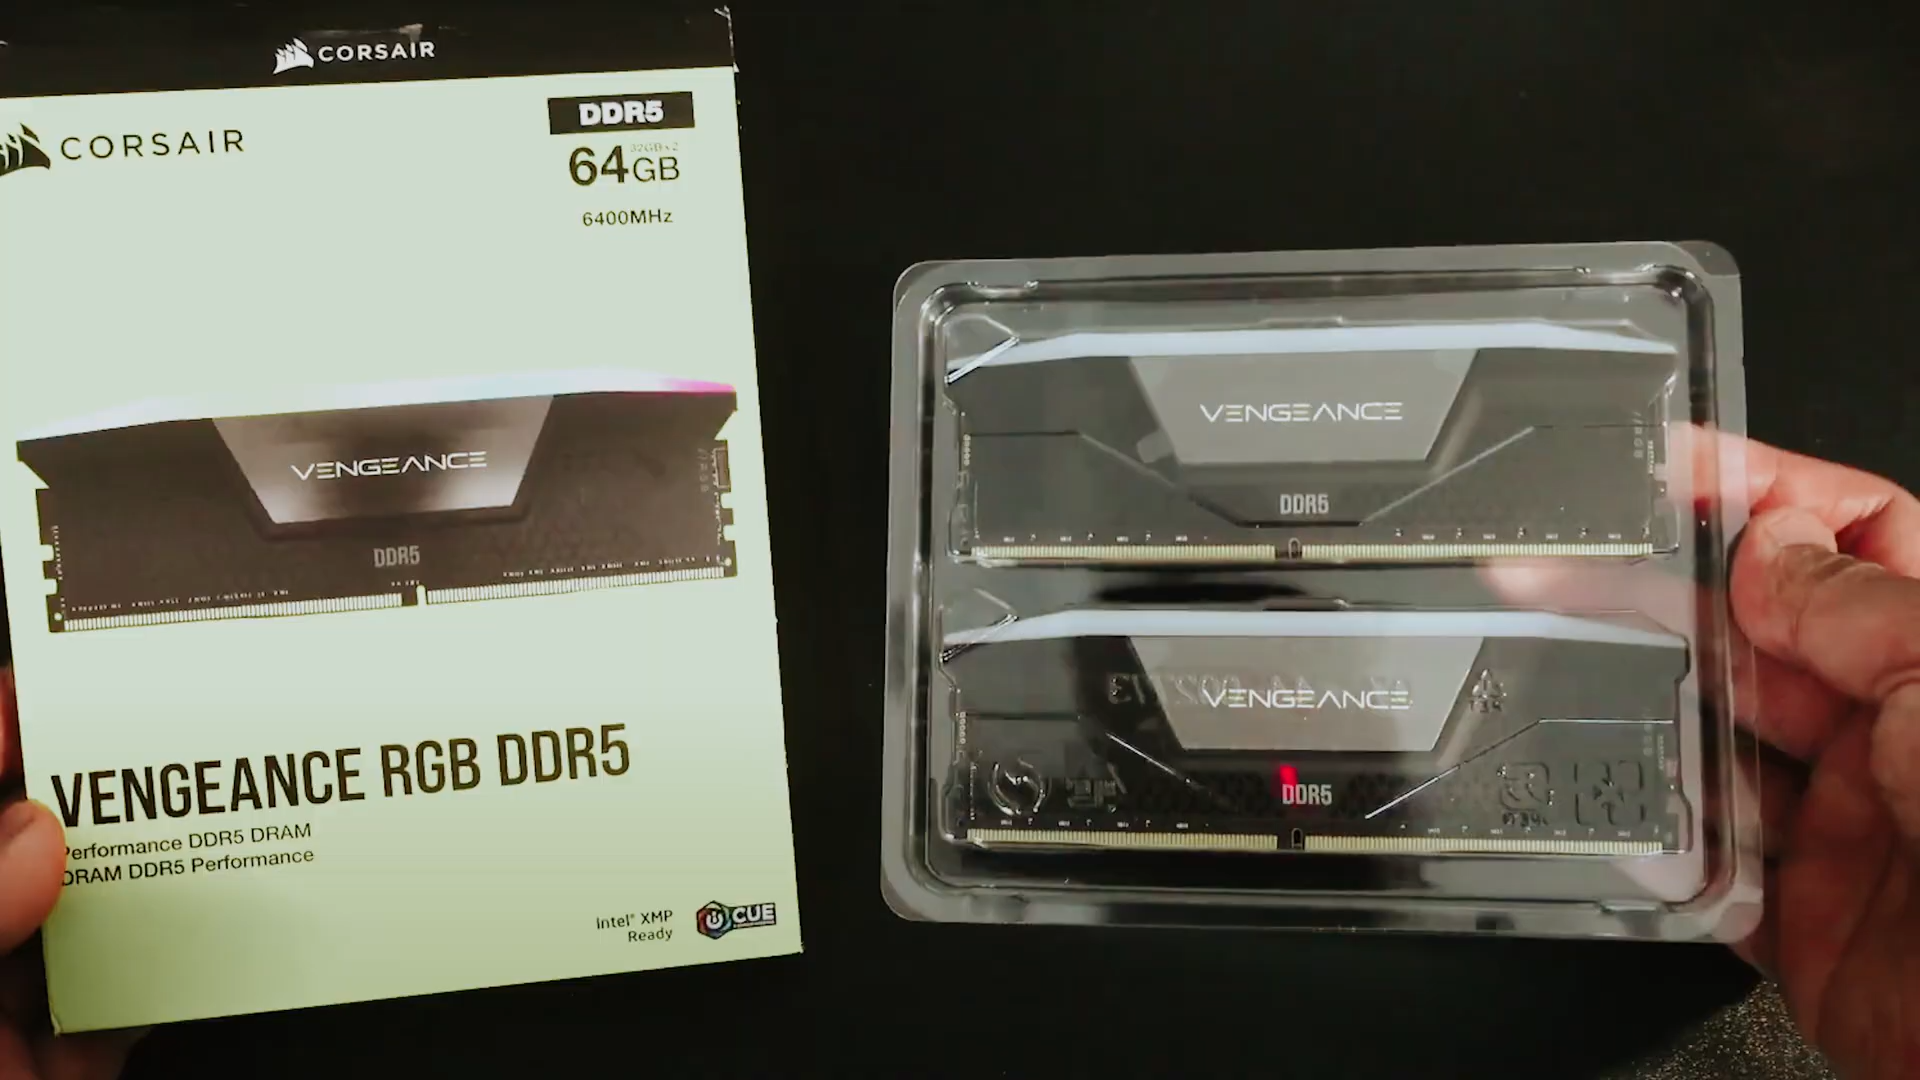 CORSAIR
CORSAIR
DDR5
32GB x2
64GB
6400MHz
VENGEANCE
DDR5
VENGEANCE RGB DDR5
Performance DDR5 DRAM
DRAM DDR5 Performance
Intel® XMP
Ready
CUE
VENGEANCE
DDR5
VENGEANCE
DDR5